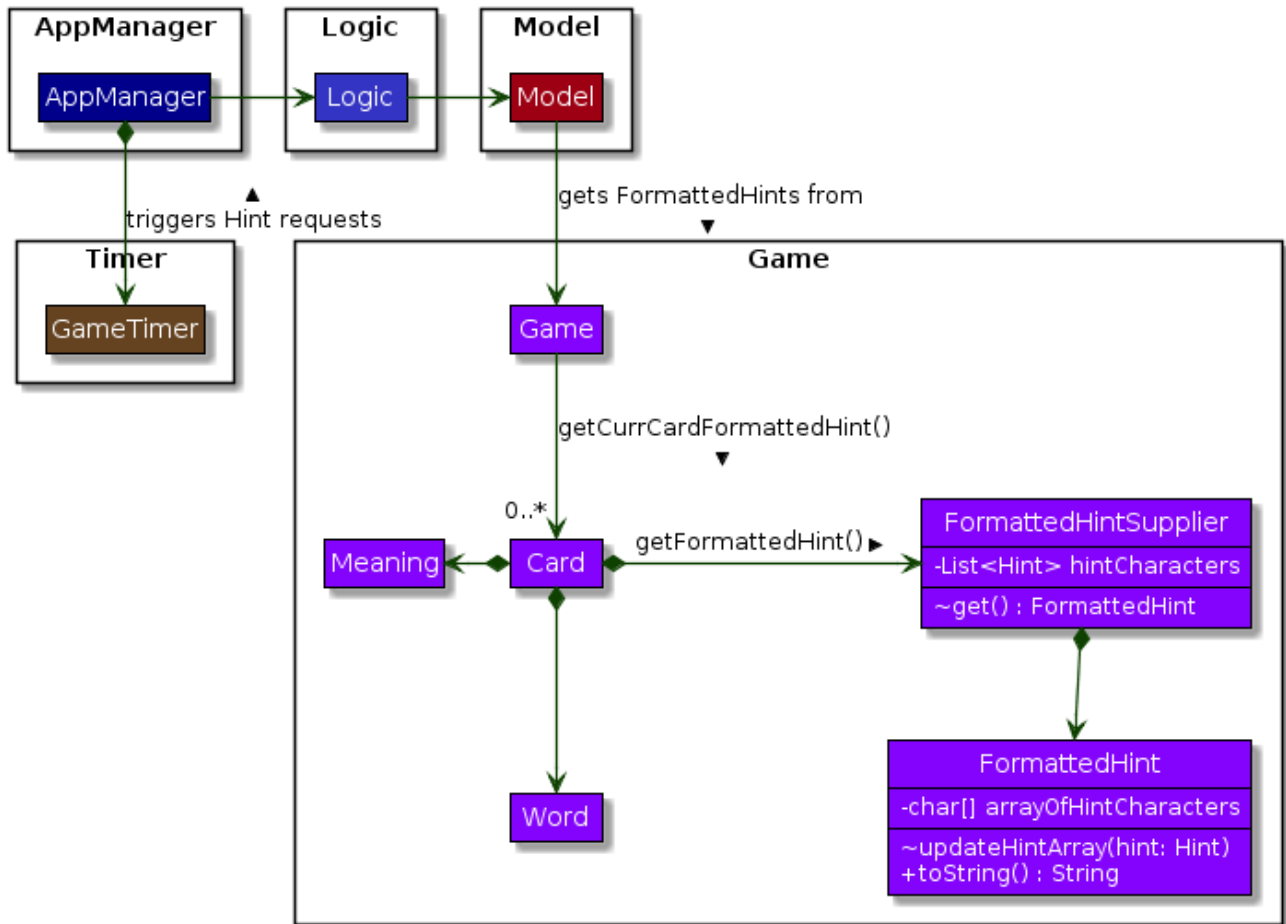 AppManager
Logic
Model
AppManager
Logic
Model
gets FormattedHints from
▼
▲
triggers Hint requests
Timer
GameTimer
Game
Game
getCurrCardFormattedHint()
▼
0..*
Meaning
Card
getFormattedHint() ►
FormattedHintSupplier
-List<Hint> hintCharacters
~get() : FormattedHint
FormattedHint
-char[] arrayOfHintCharacters
~updateHintArray(hint: Hint)
+toString() : String
Word